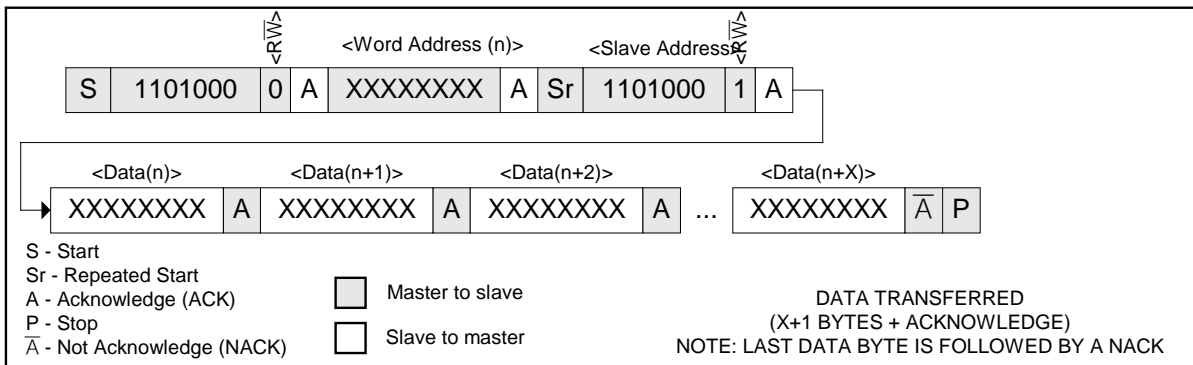 <RW̅> <RW̅>
<Word Address (n)> <Slave Address>
S 1101000 0 A XXXXXXXX A Sr 1101000 1 A
<Data(n)> <Data(n+1)> <Data(n+2)> <Data(n+X)>
XXXXXXXX A XXXXXXXX A XXXXXXXX A ... XXXXXXXX A̅ P
S - Start
Sr - Repeated Start
A - Acknowledge (ACK)
P - Stop
A̅ - Not Acknowledge (NACK)
Master to slave
Slave to master
DATA TRANSFERRED
(X+1 BYTES + ACKNOWLEDGE)
NOTE: LAST DATA BYTE IS FOLLOWED BY A NACK